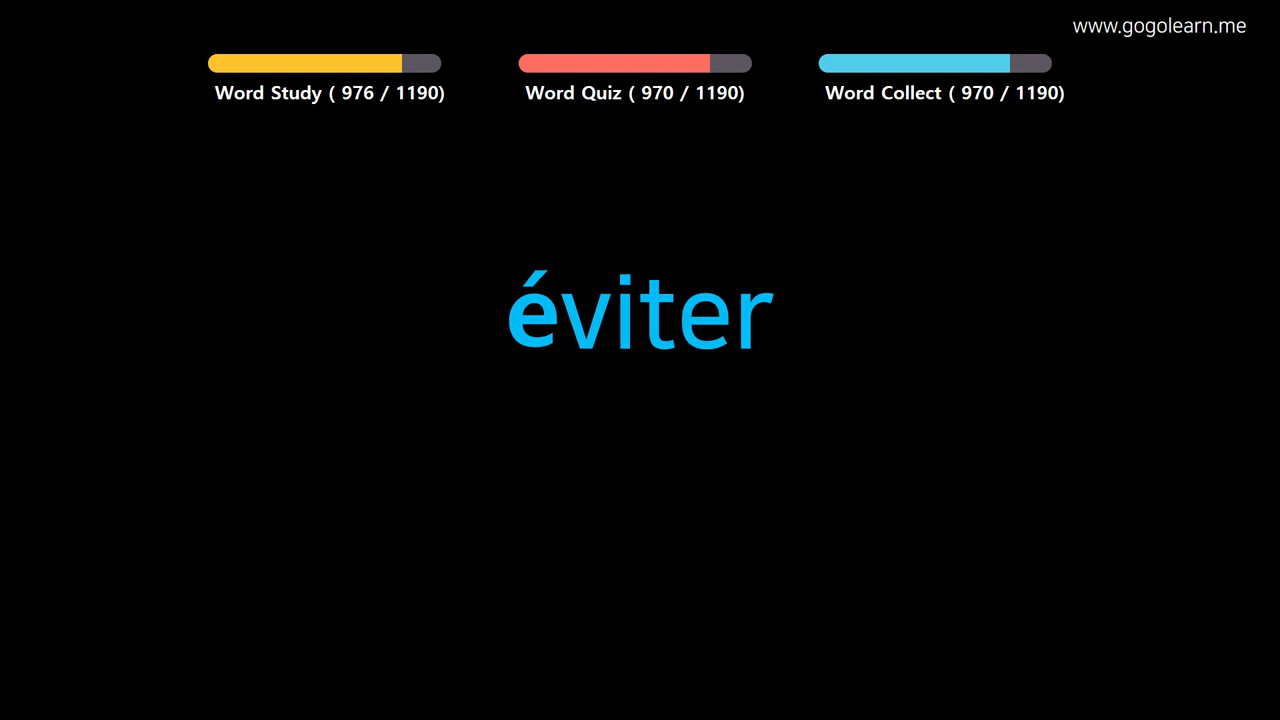 www.gogolearn.me
Word Study ( 976 / 1190)
Word Quiz ( 970 / 1190)
Word Collect ( 970 / 1190)
éviter